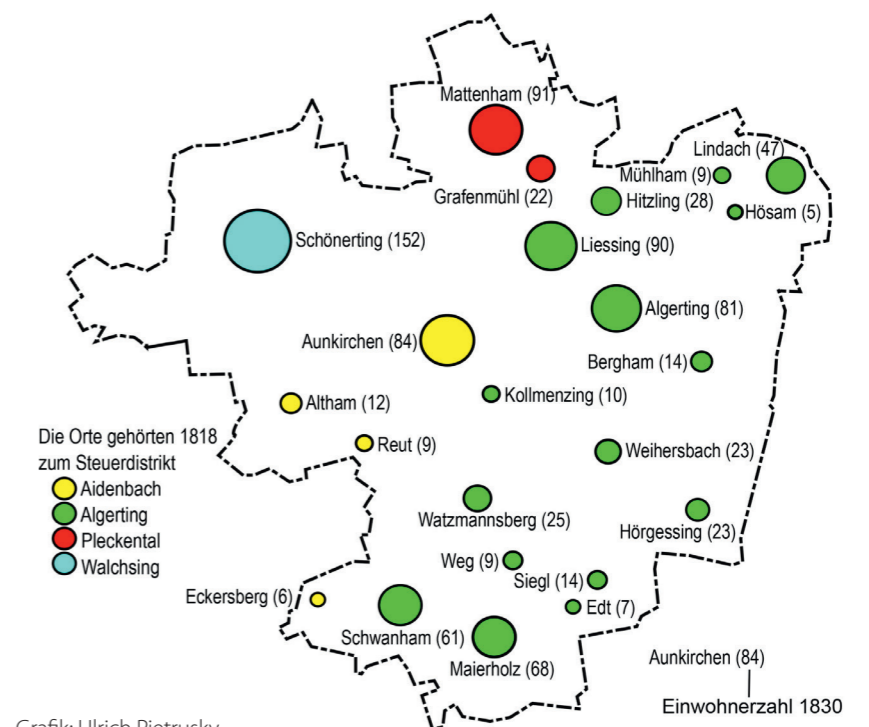 Mattenham (91)
Lindach (47)
Mühlham (9)
Grafenmühl (22)
Hitzling (28)
Hösam (5)
Schönerting (152)
Liessing (90)
Algerting (81)
Aunkirchen (84)
Bergham (14)
Kollmenzing (10)
Altham (12)
Reut (9)
Weihersbach (23)
Die Orte gehörten 1818
zum Steuerdistrikt
Aidenbach
Algerting
Pleckental
Walchsing
Watzmannsberg (25)
Hörgessing (23)
Weg (9)
Siegl (14)
Eckersberg (6)
Edt (7)
Schwanham (61)
Maierholz (68)
Aunkirchen (84)
Einwohnerzahl 1830
Grafik: Ulrich Pietrusky